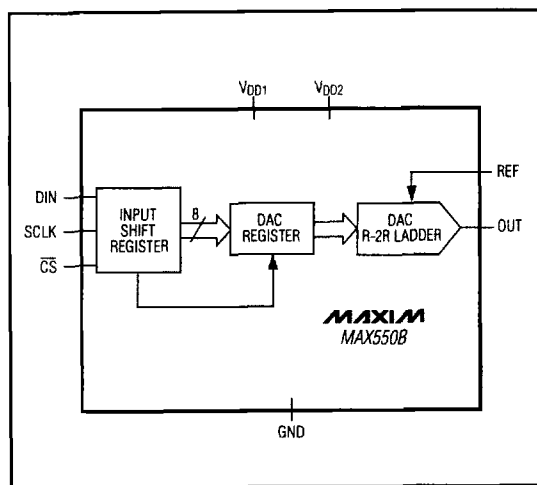 VDD1 VDD2
REF
DIN
SCLK
CS
INPUT
SHIFT
REGISTER
8
DAC
REGISTER
DAC
R-2R LADDER
OUT
MAXIM
MAX550B
GND